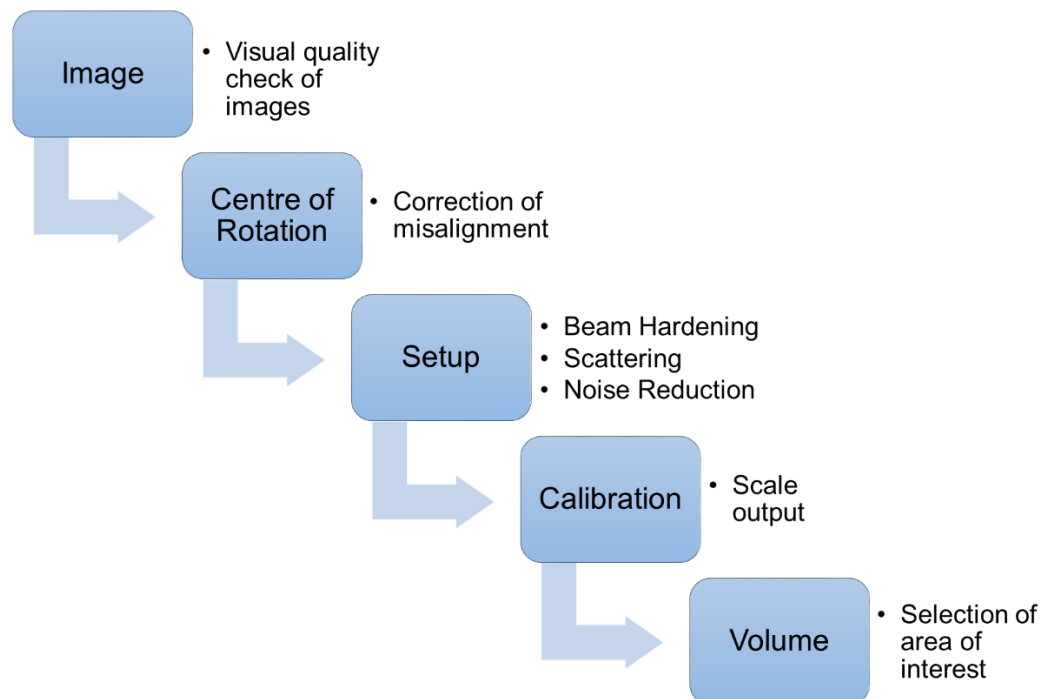 Image
• Visual quality
check of
images
Centre of
Rotation
• Correction of
misalignment
Setup
• Beam Hardening
• Scattering
• Noise Reduction
Calibration
• Scale
output
Volume
• Selection of
area of
interest